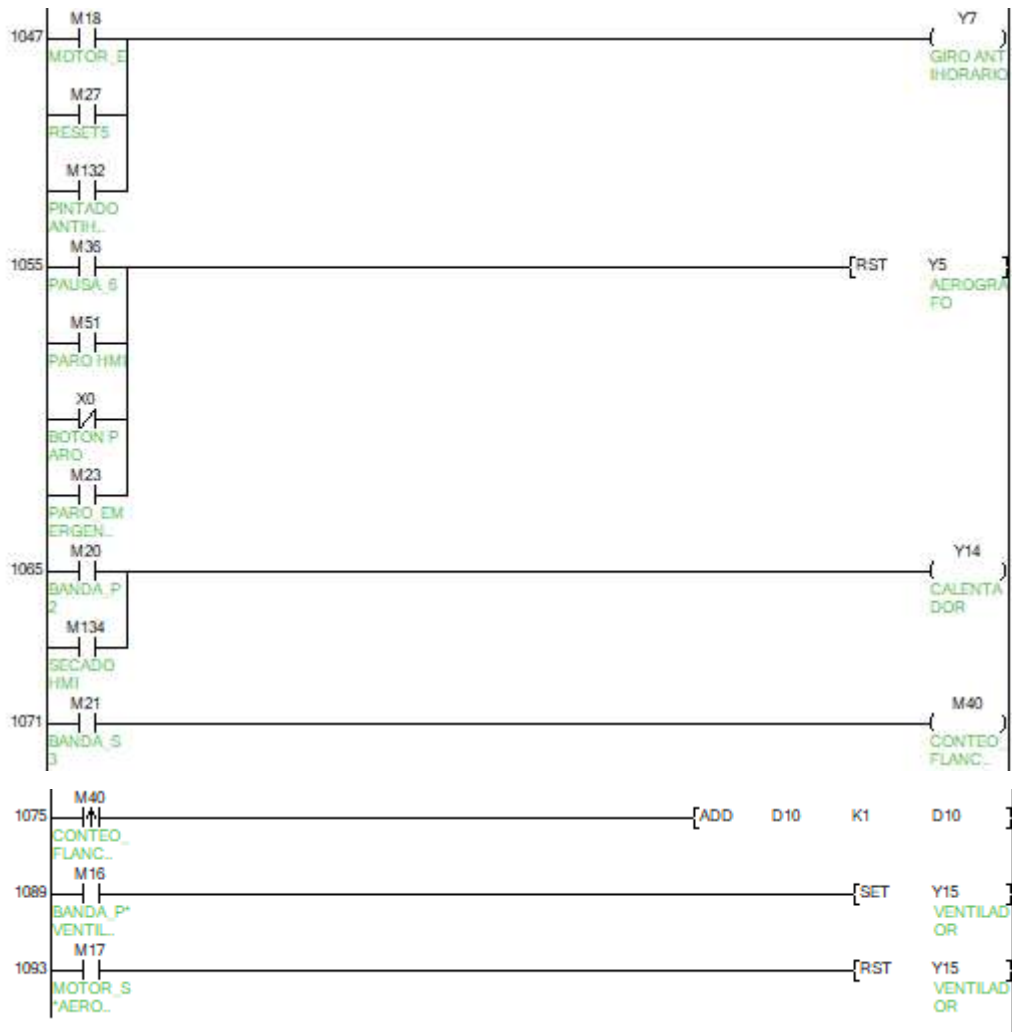 M18 Y7
1047
MOTOR_E GIRO ANT
IHORARIO
M27
RESET5
M132
PINTADO
ANTIH..
M36
1055 [RST Y5 ]
PAUSA_6 AEROGRA
FO
M51
PARO HMI
X0
BOTON P
ARO
M23
PARO_EM
ERGEN..
M20 Y14
1065
BANDA_P CALENTA
2 DOR
M134
SECADO
HMI
M21 M40
1071
BANDA_S CONTEO_
3 FLANC..
M40
1075 [ADD D10 K1 D10 ]
CONTEO_
FLANC..
M16
1089 [SET Y15 ]
BANDA_P* VENTILAD
VENTIL.. OR
M17
1093 [RST Y15 ]
MOTOR_S VENTILAD
*AERO.. OR